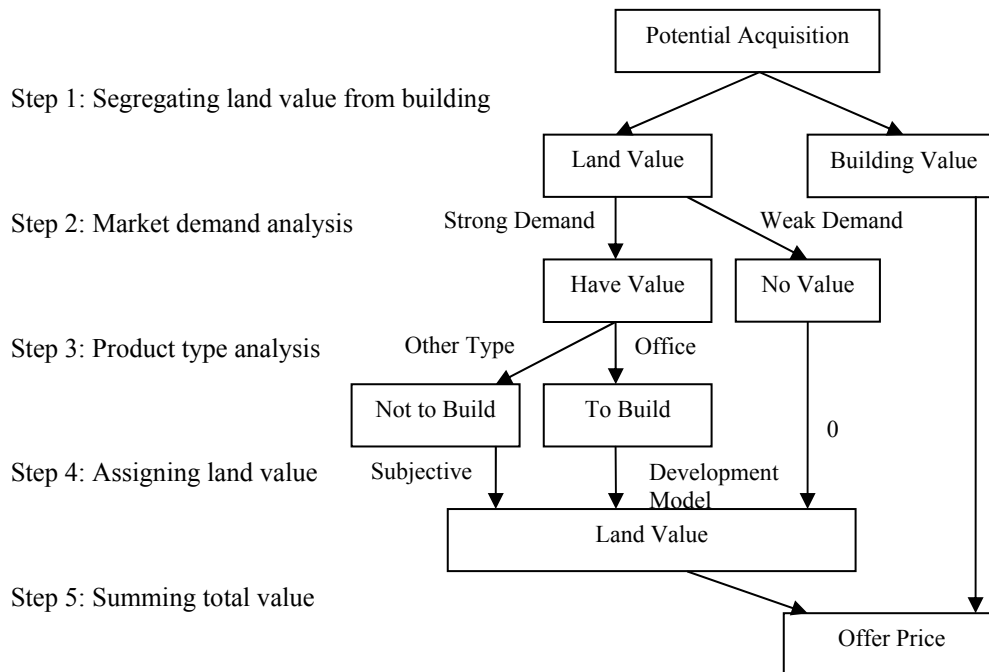 Potential Acquisition
Step 1: Segregating land value from building
Land Value
Building Value
Step 2: Market demand analysis
Strong Demand
Weak Demand
Have Value
No Value
Step 3: Product type analysis
Other Type
Office
Not to Build
To Build
0
Step 4: Assigning land value
Subjective
Development
Model
Land Value
Step 5: Summing total value
Offer Price